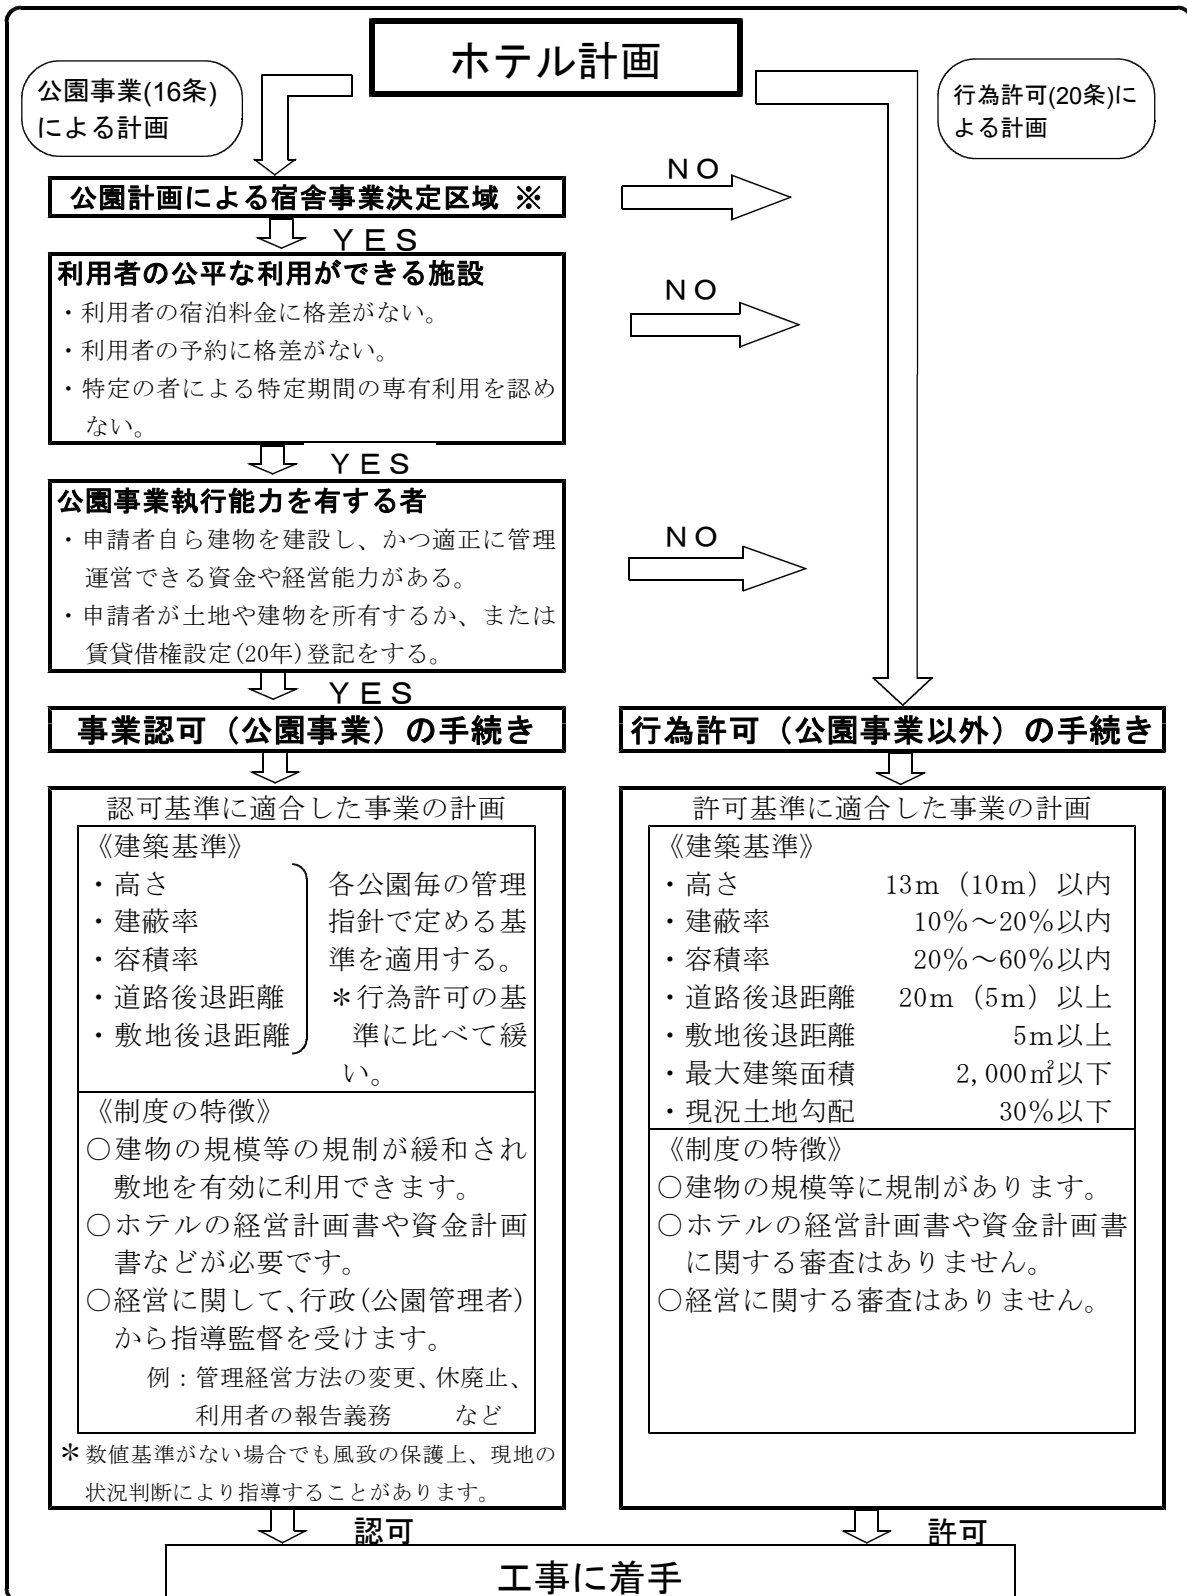 ホテル計画
公園事業(16条)
による計画
行為許可(20条)に
よる計画
公園計画による宿舎事業決定区域 ※
ＮＯ
ＹＥＳ
利用者の公平な利用ができる施設
・利用者の宿泊料金に格差がない。
・利用者の予約に格差がない。
・特定の者による特定期間の専有利用を認め
ない。
ＮＯ
ＹＥＳ
公園事業執行能力を有する者
・申請者自ら建物を建設し、かつ適正に管理
運営できる資金や経営能力がある。
・申請者が土地や建物を所有するか、または
賃貸借権設定(20年)登記をする。
ＮＯ
ＹＥＳ
事業認可（公園事業）の手続き
認可基準に適合した事業の計画
《建築基準》
・高さ 各公園毎の管理
・建蔽率 指針で定める基
・容積率 準を適用する。
・道路後退距離 ＊行為許可の基
・敷地後退距離 準に比べて緩
い。
《制度の特徴》
○建物の規模等の規制が緩和され
敷地を有効に利用できます。
○ホテルの経営計画書や資金計画
書などが必要です。
○経営に関して、行政(公園管理者)
から指導監督を受けます。
例：管理経営方法の変更、休廃止、
利用者の報告義務 など
＊数値基準がない場合でも風致の保護上、現地の
状況判断により指導することがあります。
認可
行為許可（公園事業以外）の手続き
許可基準に適合した事業の計画
《建築基準》
・高さ 13ｍ（10ｍ）以内
・建蔽率 10％～20％以内
・容積率 20％～60％以内
・道路後退距離 20ｍ（5ｍ）以上
・敷地後退距離 5ｍ以上
・最大建築面積 2,000㎡以下
・現況土地勾配 30％以下
《制度の特徴》
○建物の規模等に規制があります。
○ホテルの経営計画書や資金計画書
に関する審査はありません。
○経営に関する審査はありません。
許可
工事に着手